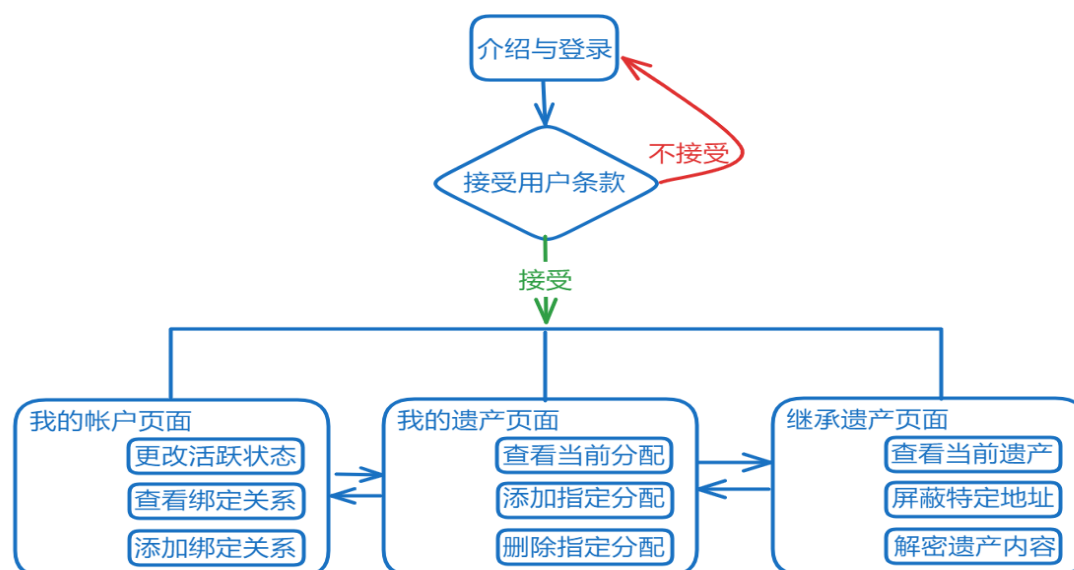 介绍与登录
不接受
接受用户条款
接受
我的帐户页面
更改活跃状态
查看绑定关系
添加绑定关系
我的遗产页面
查看当前分配
添加指定分配
删除指定分配
继承遗产页面
查看当前遗产
屏蔽特定地址
解密遗产内容